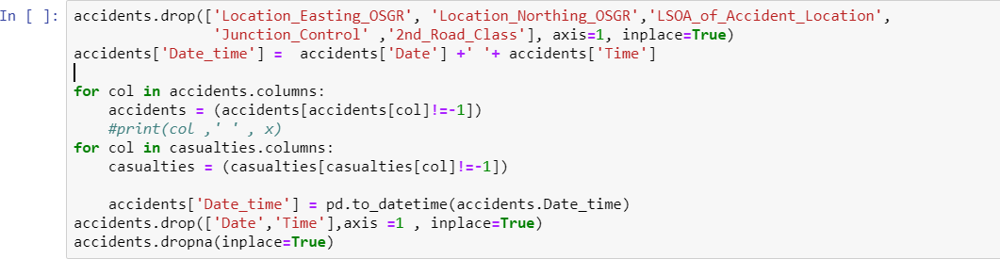 In [ ]: accidents.drop(['Location_Easting_OSGR', 'Location_Northing_OSGR','LSOA_of_Accident_Location',
                'Junction_Control' ,'2nd_Road_Class'], axis=1, inplace=True)
accidents['Date_time'] =  accidents['Date'] +' '+ accidents['Time']

for col in accidents.columns:
    accidents = (accidents[accidents[col]!=-1])
    #print(col ,' ' , x)
for col in casualties.columns:
    casualties = (casualties[casualties[col]!=-1])

    accidents['Date_time'] = pd.to_datetime(accidents.Date_time)
accidents.drop(['Date','Time'],axis =1 , inplace=True)
accidents.dropna(inplace=True)